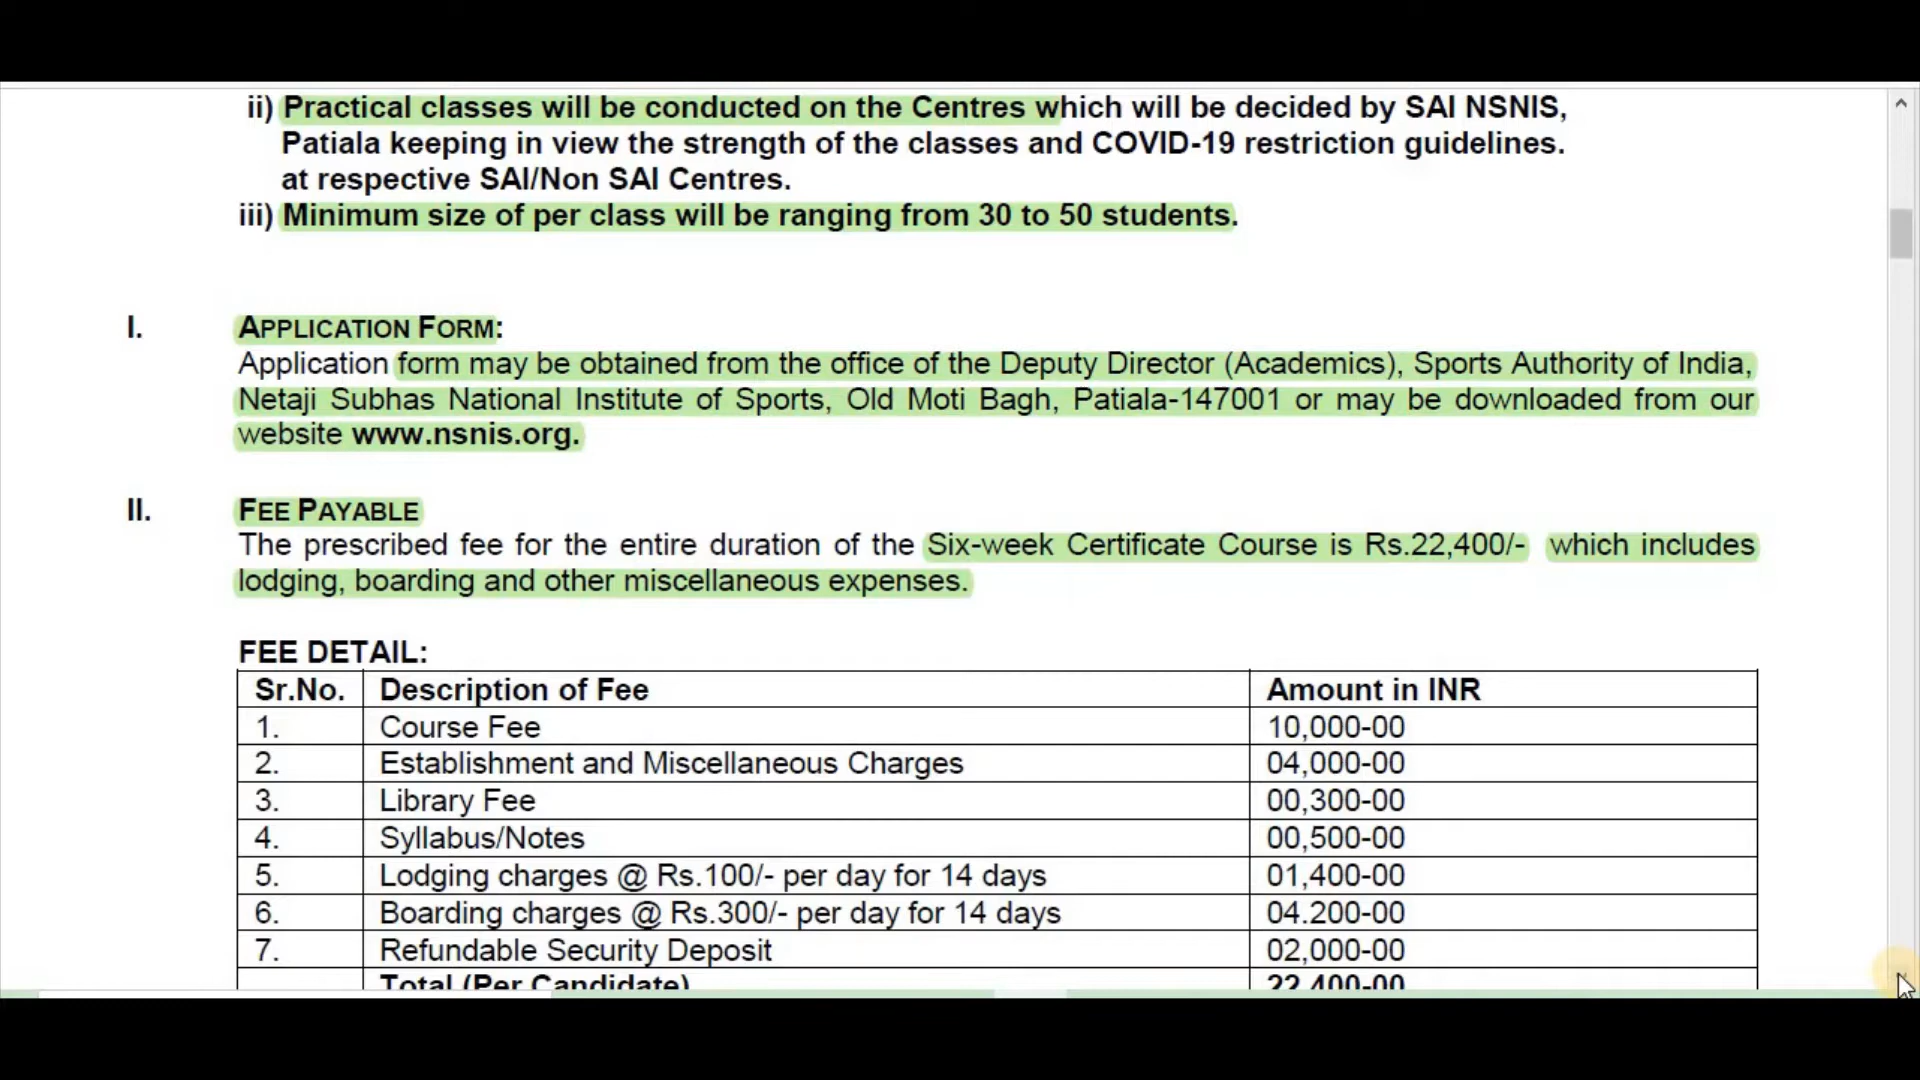 ii) Practical classes will be conducted on the Centres which will be decided by SAI NSNIS,
Patiala keeping in view the strength of the classes and COVID-19 restriction guidelines.
at respective SAI/Non SAI Centres.
iii) Minimum size of per class will be ranging from 30 to 50 students.
I. APPLICATION FORM:
Application form may be obtained from the office of the Deputy Director (Academics), Sports Authority of India,
Netaji Subhas National Institute of Sports, Old Moti Bagh, Patiala-147001 or may be downloaded from our
website www.nsnis.org.
II. FEE PAYABLE
The prescribed fee for the entire duration of the Six-week Certificate Course is Rs.22,400/- which includes
lodging, boarding and other miscellaneous expenses.
FEE DETAIL:
Sr.No. Description of Fee Amount in INR
1. Course Fee 10,000-00
2. Establishment and Miscellaneous Charges 04,000-00
3. Library Fee 00,300-00
4. Syllabus/Notes 00,500-00
5. Lodging charges @ Rs.100/- per day for 14 days 01,400-00
6. Boarding charges @ Rs.300/- per day for 14 days 04.200-00
7. Refundable Security Deposit 02,000-00
Total (Per Candidate) 22,400-00